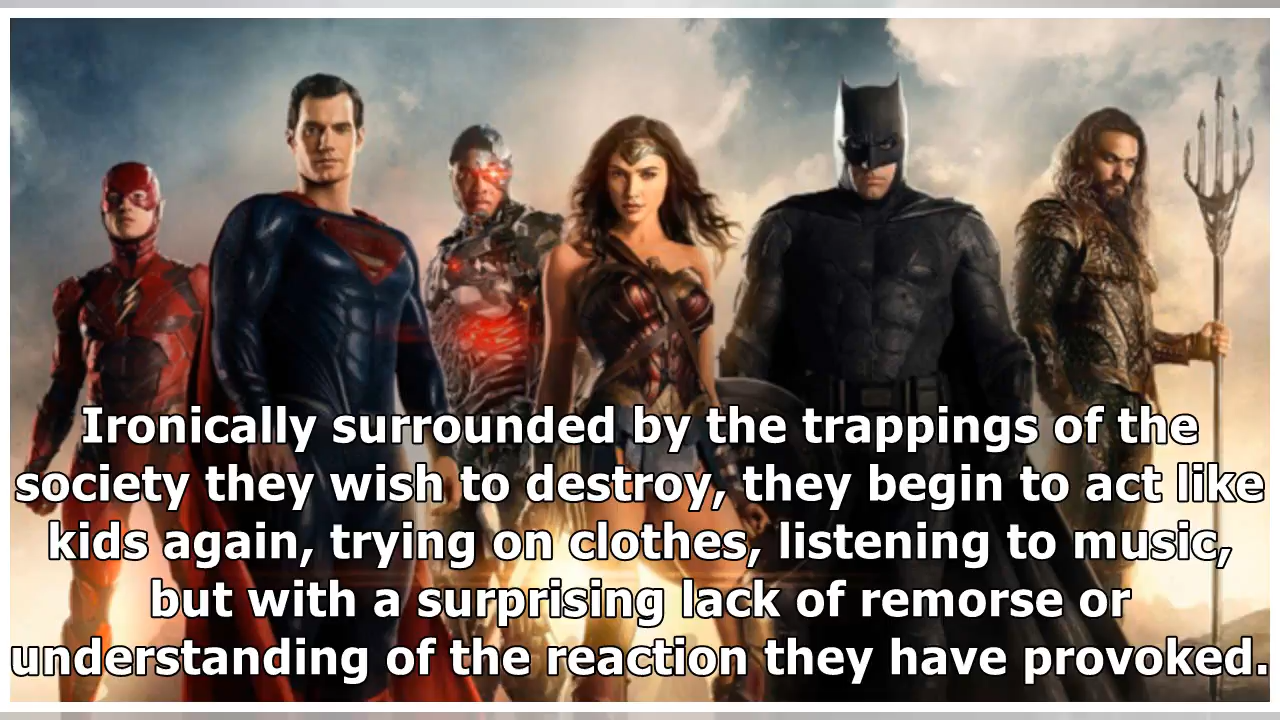 Ironically surrounded by the trappings of the
society they wish to destroy, they begin to act like
kids again, trying on clothes, listening to music,
but with a surprising lack of remorse or
understanding of the reaction they have provoked.